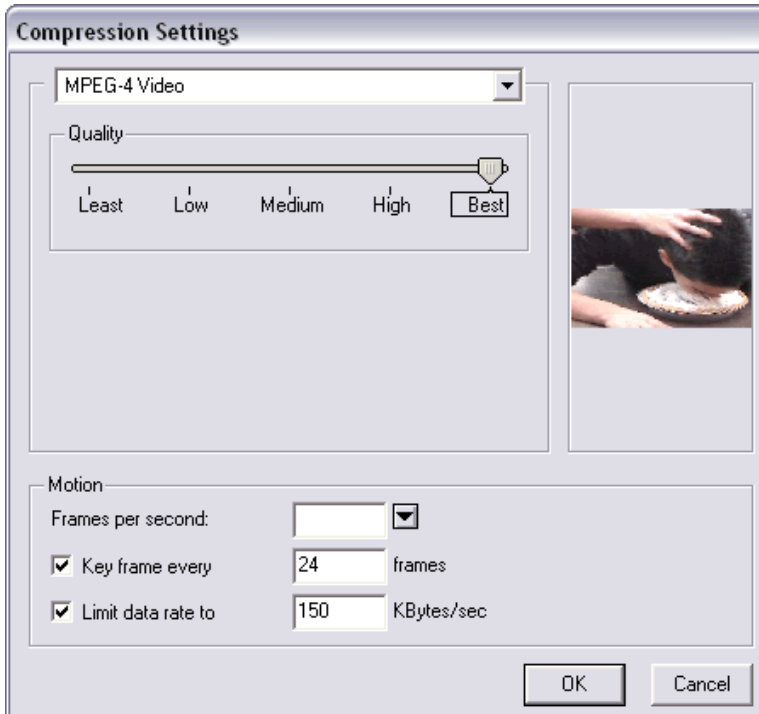 Compression Settings
MPEG-4 Video
Quality
Least Low Medium High Best
Motion
Frames per second:
Key frame every 24 frames
Limit data rate to 150 KBytes/sec
OK Cancel